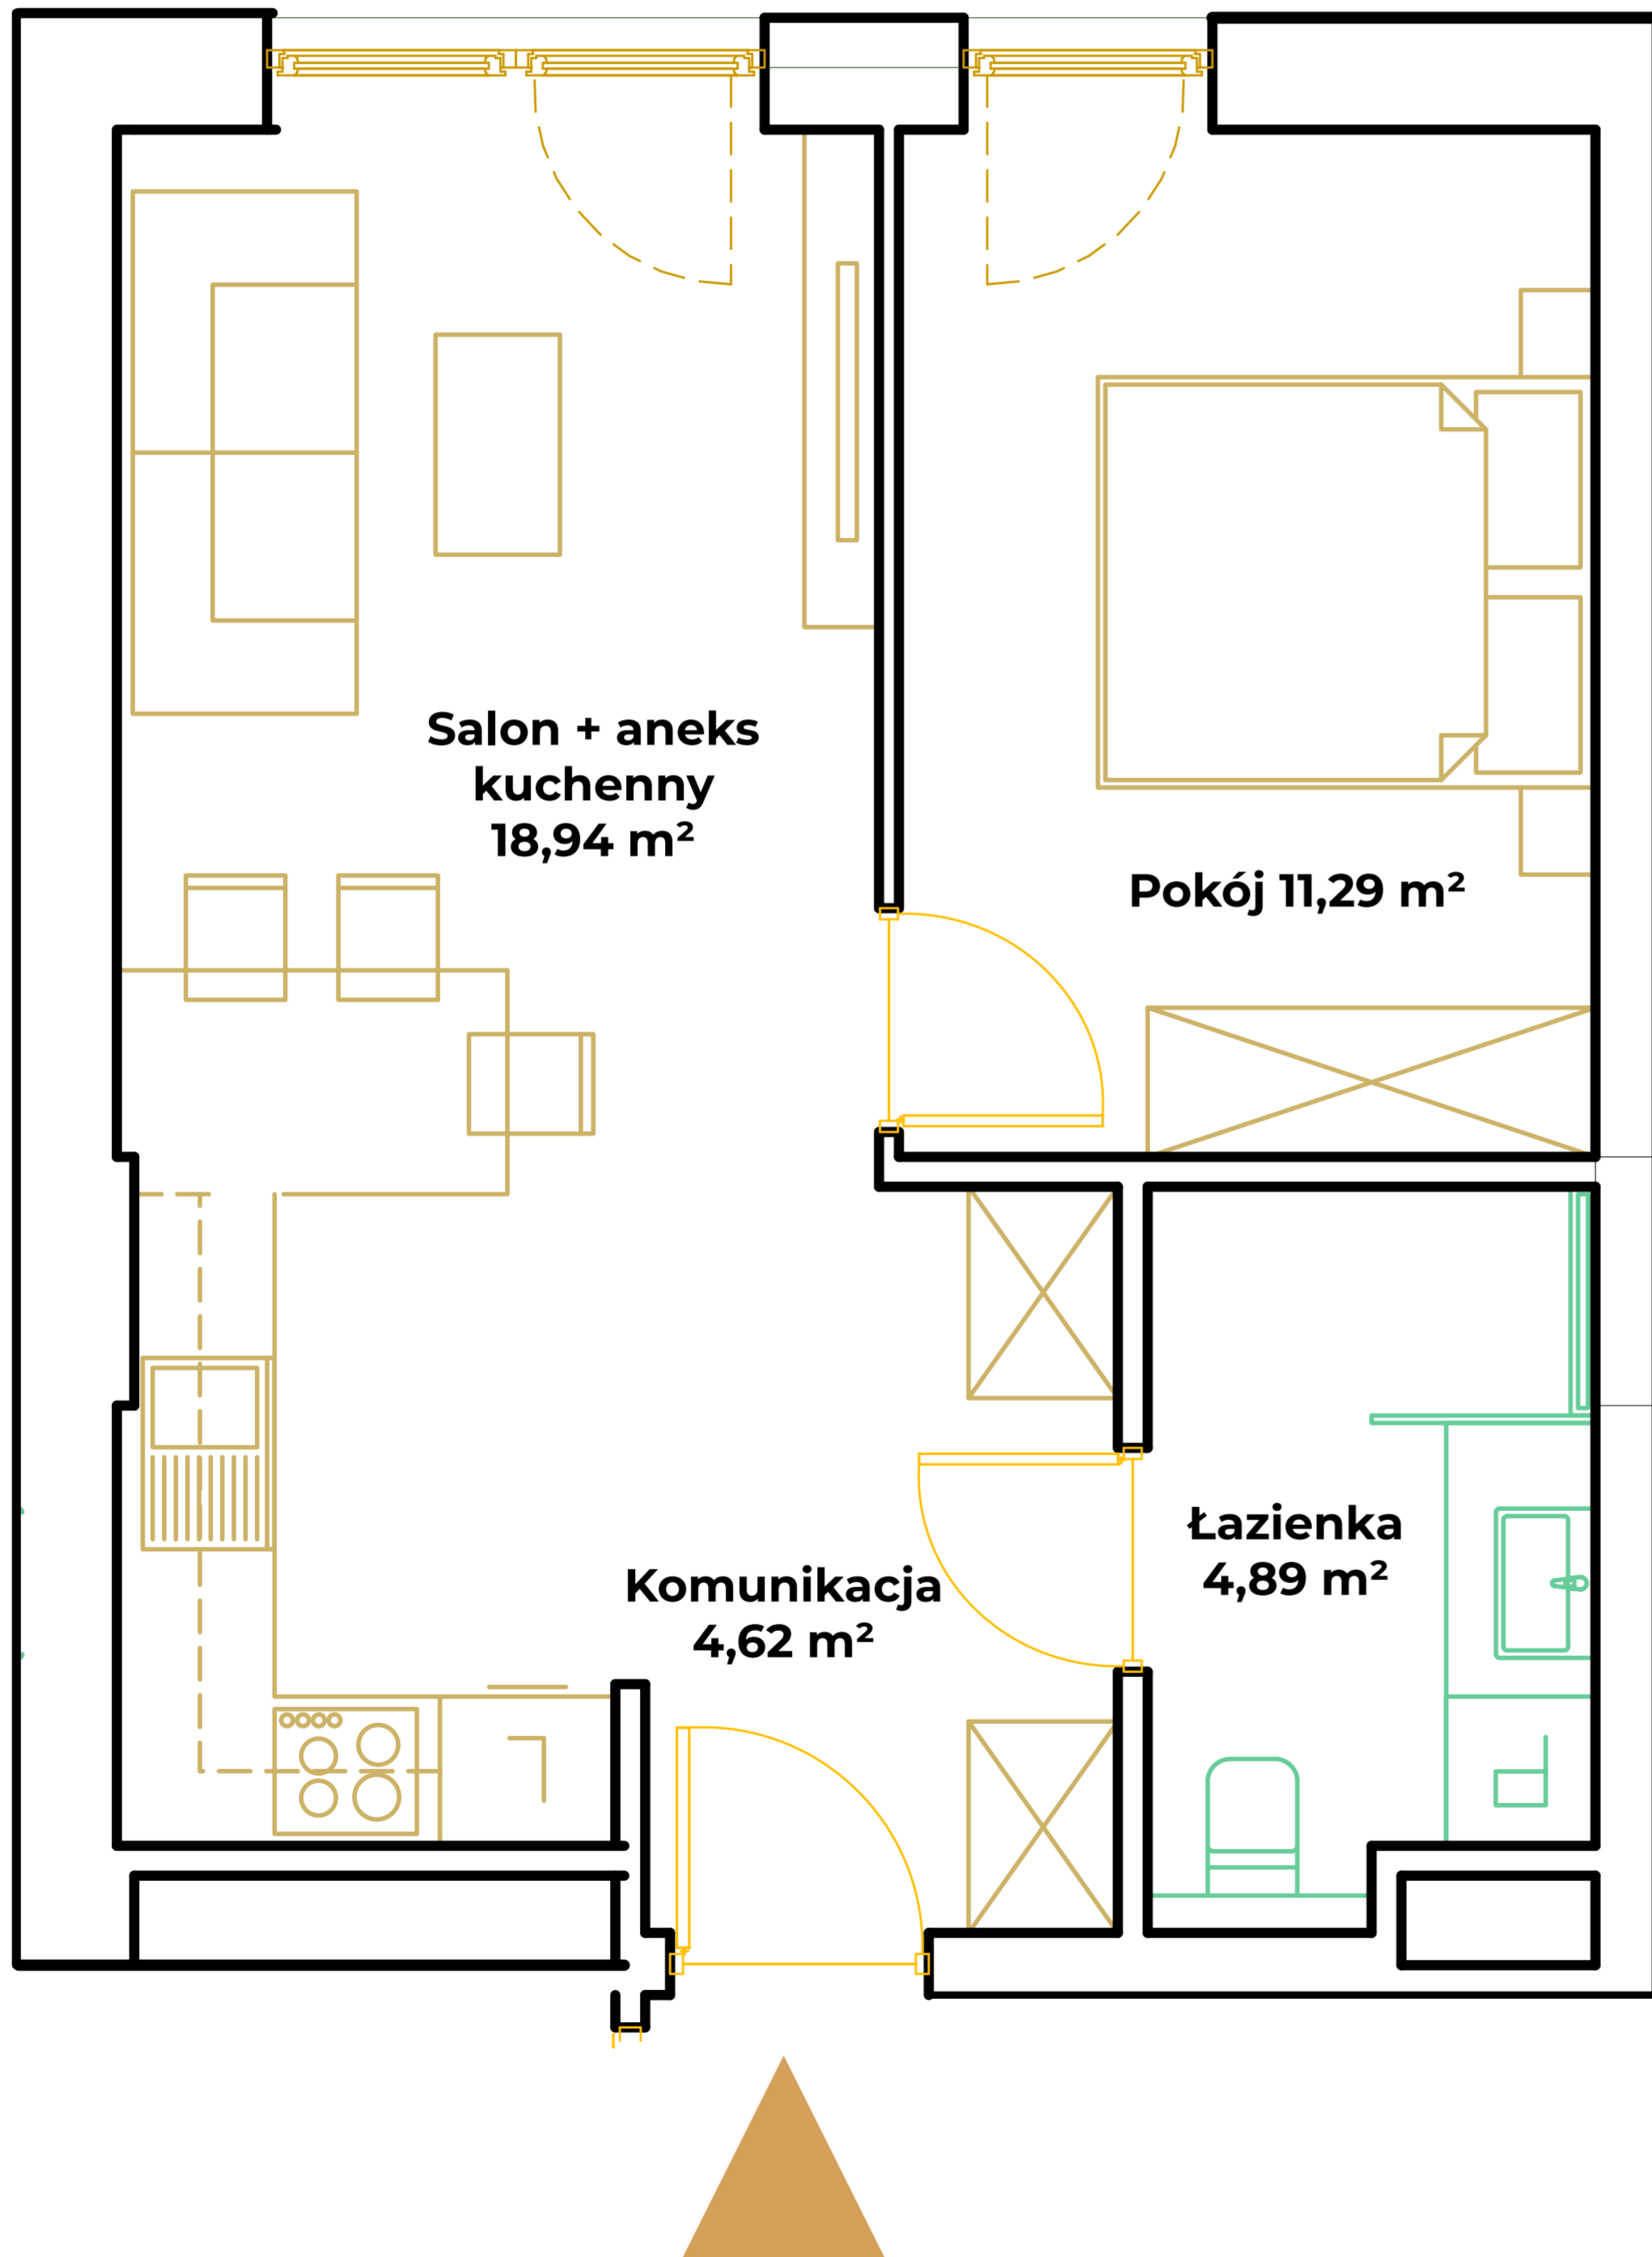 Salon + aneks
kuchenny
18,94 m²
Pokój 11,29 m²
Łazienka
4,89 m²
Komunikacja
4,62 m²